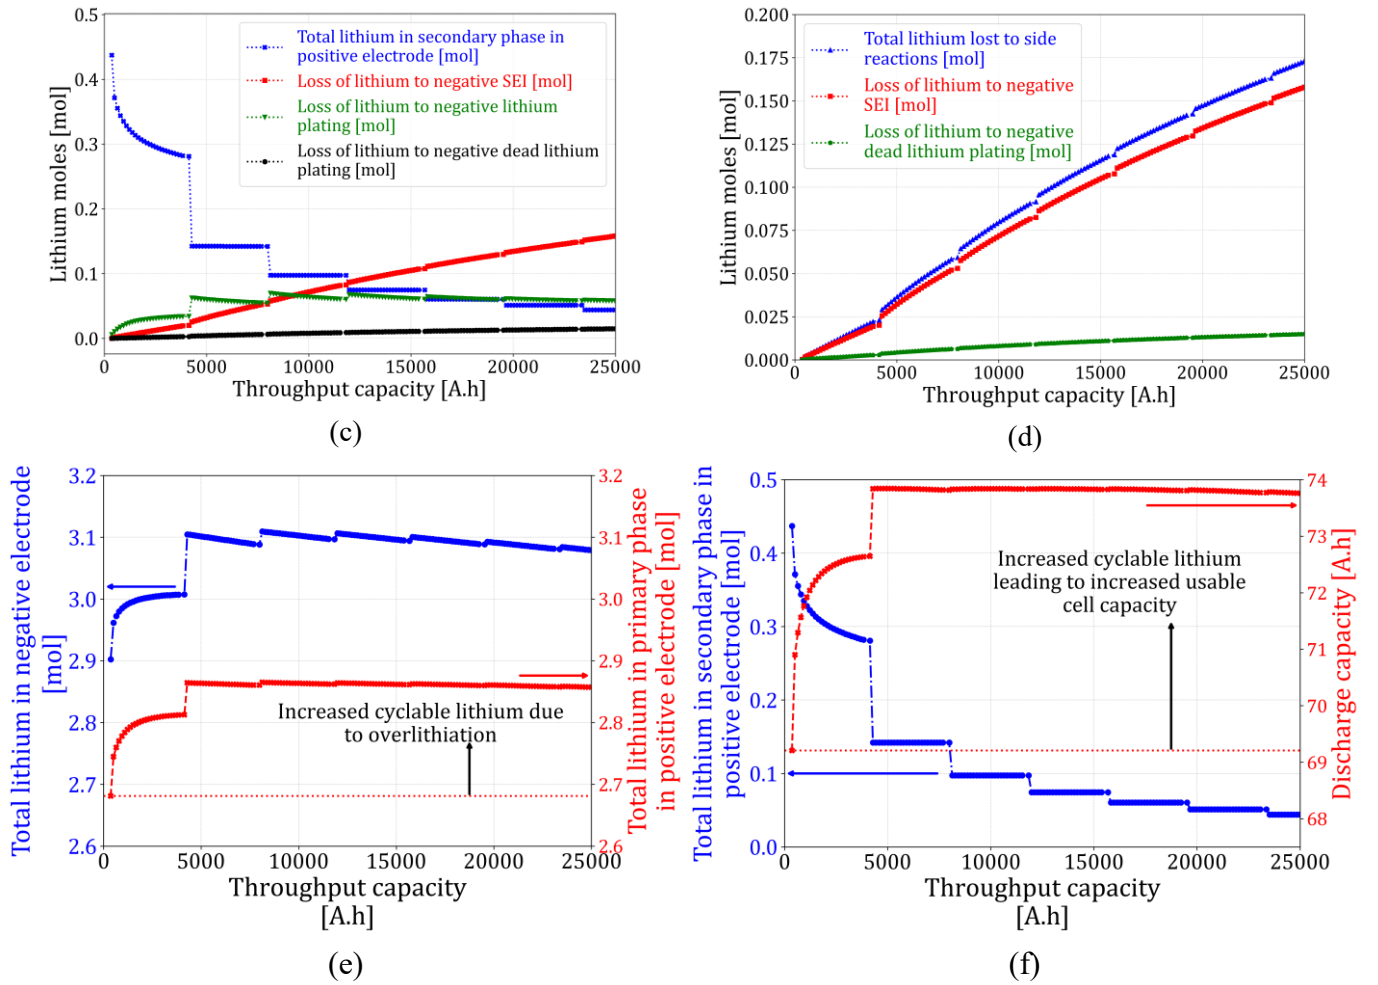 0.5
0.4
0.3
0.2
0.1
0.0
Lithium moles [mol]
Total lithium in secondary phase in
positive electrode [mol]
Loss of lithium to negative SEI [mol]
Loss of lithium to negative lithium
plating [mol]
Loss of lithium to negative dead lithium
plating [mol]
0 5000 10000 15000 20000 25000
Throughput capacity [A.h]
(c)
0.200
0.175
0.150
0.125
0.100
0.075
0.050
0.025
0.000
Lithium moles [mol]
Total lithium lost to side
reactions [mol]
Loss of lithium to negative
SEI [mol]
Loss of lithium to negative
dead lithium plating [mol]
0 5000 10000 15000 20000 25000
Throughput capacity [A.h]
(d)
Total lithium in negative electrode
[mol]
3.2
3.1
3.0
2.9
2.8
2.7
2.6
Increased cyclable lithium due
to overlithiation
3.2
3.1
3.0
2.9
2.8
2.7
2.6
Total lithium in primary phase
in positive electrode [mol]
0 5000 10000 15000 20000 25000
Throughput capacity
[A.h]
(e)
Total lithium in secondary phase in
positive electrode [mol]
0.5
0.4
0.3
0.2
0.1
0.0
Increased cyclable lithium
leading to increased usable
cell capacity
74
73
72
71
70
69
68
Discharge capacity [A.h]
0 5000 10000 15000 20000 25000
Throughput capacity
[A.h]
(f)